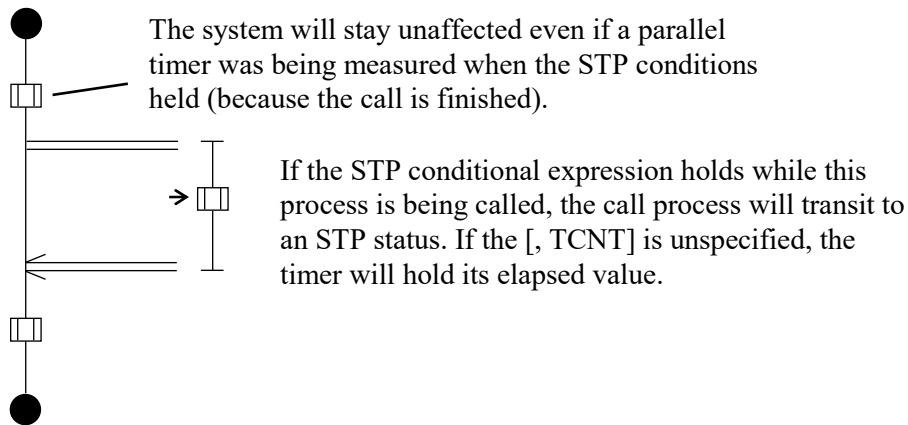 The system will stay unaffected even if a parallel
timer was being measured when the STP conditions
held (because the call is finished).
If the STP conditional expression holds while this
process is being called, the call process will transit to
an STP status. If the [, TCNT] is unspecified, the
timer will hold its elapsed value.